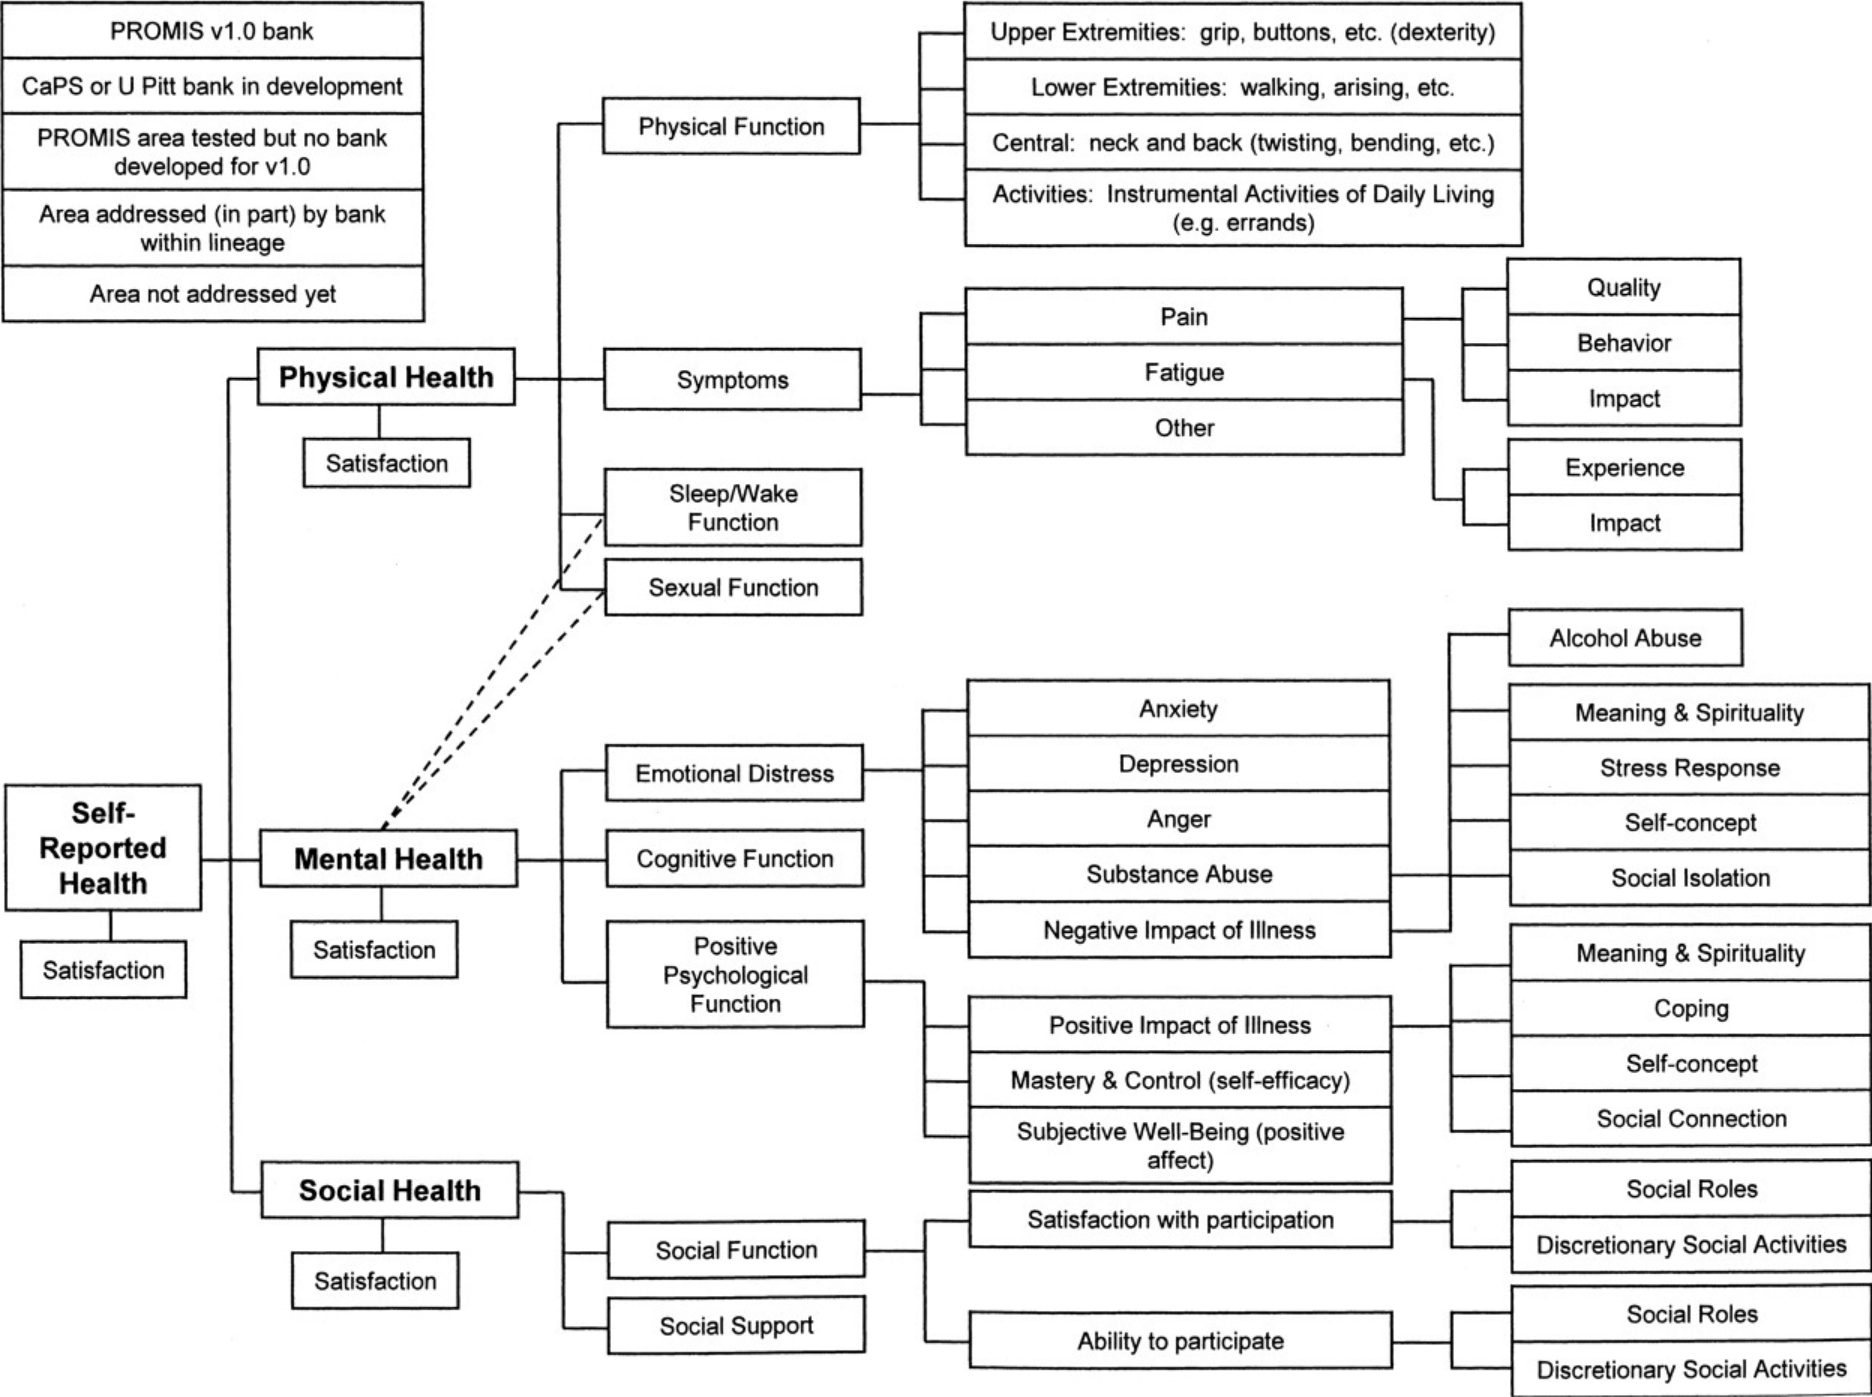 PROMIS v1.0 bank
CaPS or U Pitt bank in development
PROMIS area tested but no bank
developed for v1.0
Area addressed (in part) by bank
within lineage
Area not addressed yet
Self-
Reported
Health
Satisfaction
Physical Health
Satisfaction
Physical Function
Upper Extremities: grip, buttons, etc. (dexterity)
Lower Extremities: walking, arising, etc.
Central: neck and back (twisting, bending, etc.)
Activities: Instrumental Activities of Daily Living
(e.g. errands)
Symptoms
Pain
Fatigue
Other
Quality
Behavior
Impact
Experience
Impact
Sleep/Wake
Function
Sexual Function
Mental Health
Satisfaction
Emotional Distress
Anxiety
Depression
Anger
Substance Abuse
Negative Impact of Illness
Alcohol Abuse
Meaning & Spirituality
Stress Response
Self-concept
Social Isolation
Cognitive Function
Positive
Psychological
Function
Positive Impact of Illness
Mastery & Control (self-efficacy)
Subjective Well-Being (positive
affect)
Meaning & Spirituality
Coping
Self-concept
Social Connection
Social Health
Satisfaction
Social Function
Satisfaction with participation
Social Roles
Discretionary Social Activities
Ability to participate
Social Roles
Discretionary Social Activities
Social Support